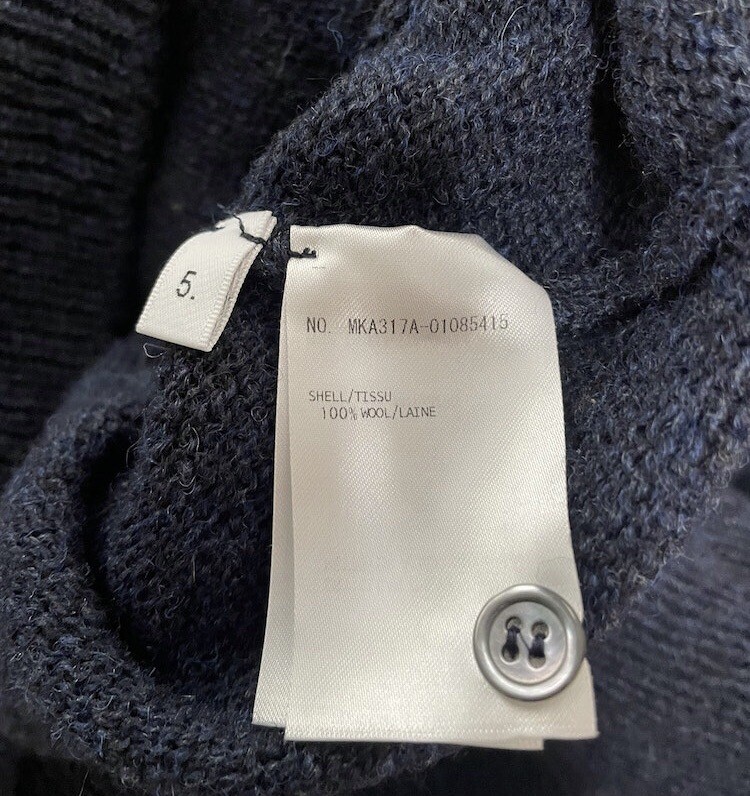 5.
NO. MKA317A-01085415
SHELL/TISSU
100% WOOL/LAINE